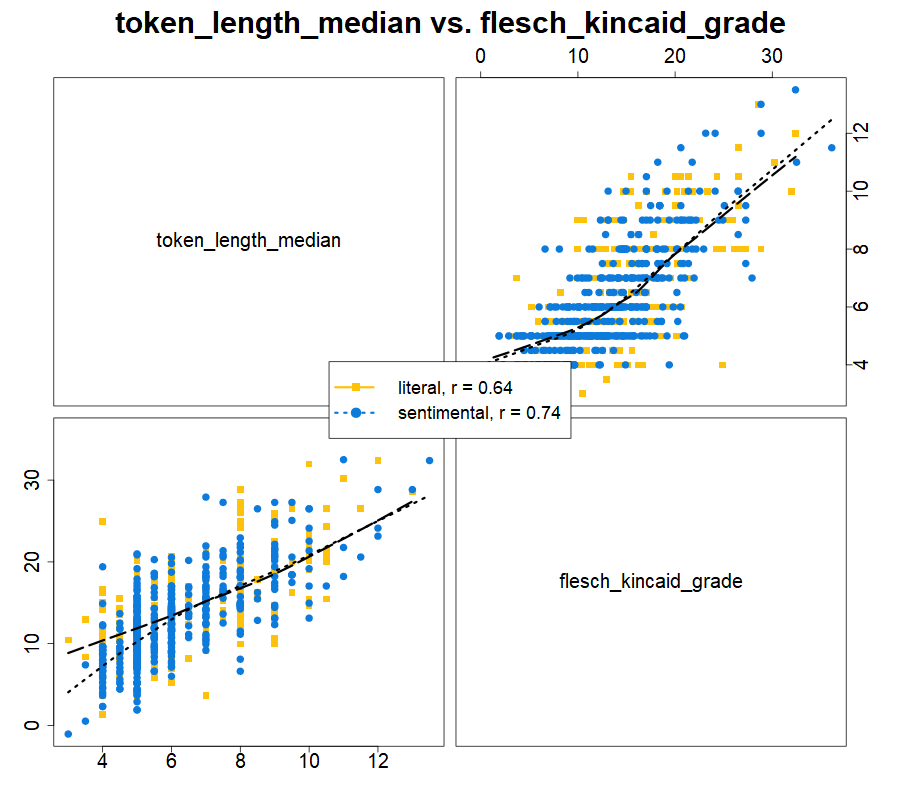 token_length_median vs. flesch_kincaid_grade
0 10 20 30
token_length_median
12
10
8
6
4
literal, r = 0.64
sentimental, r = 0.74
30
20
10
0
flesch_kincaid_grade
4 6 8 10 12